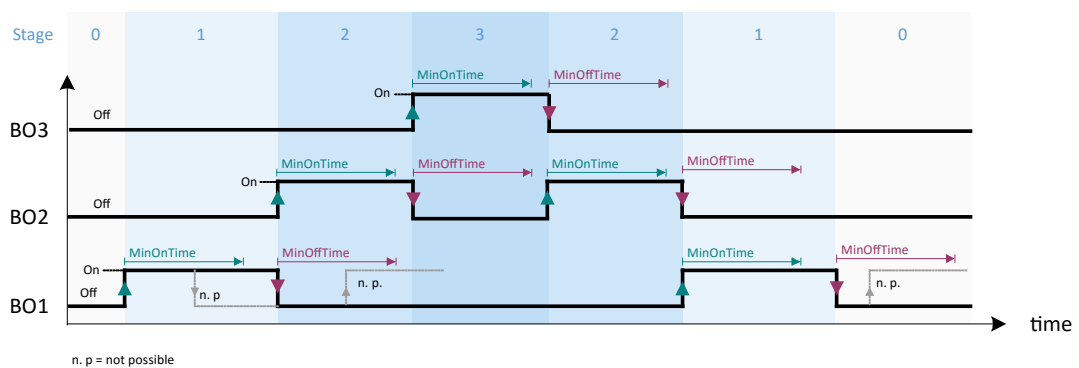 Stage 0 1 2 3 2 1 0
MinOnTime MinOffTime
On
Off
BO3
MinOnTime MinOffTime MinOnTime MinOffTime
On
Off
BO2
MinOnTime MinOffTime MinOnTime MinOffTime
On
n. p n. p. n. p.
Off
BO1
time
n. p = not possible